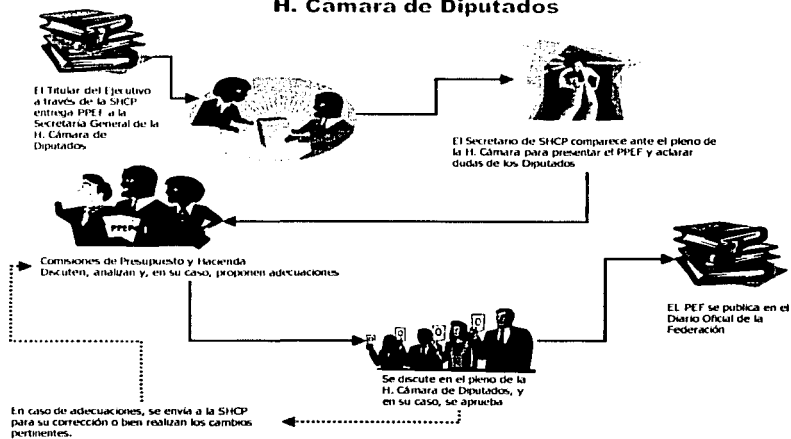 H. Cámara de Diputados
El Titular del Ejecutivo
a través de la SHCP
entrega PPEF a la
Secretaría General de la
H. Cámara de
Diputados
El Secretario de SHCP comparece ante el pleno de
la H. Cámara para presentar el PPEF y aclarar
dudas de los Diputados
PPEF
Comisiones de Presupuesto y Hacienda
Discuten, analizan y, en su caso, proponen adecuaciones
EL PEF se publica en el
Diario Oficial de la
Federación
Se discute en el pleno de la
H. Cámara de Diputados, y
en su caso, se aprueba
En caso de adecuaciones, se envía a la SHCP
para su corrección o bien realizan los cambios
pertinentes.